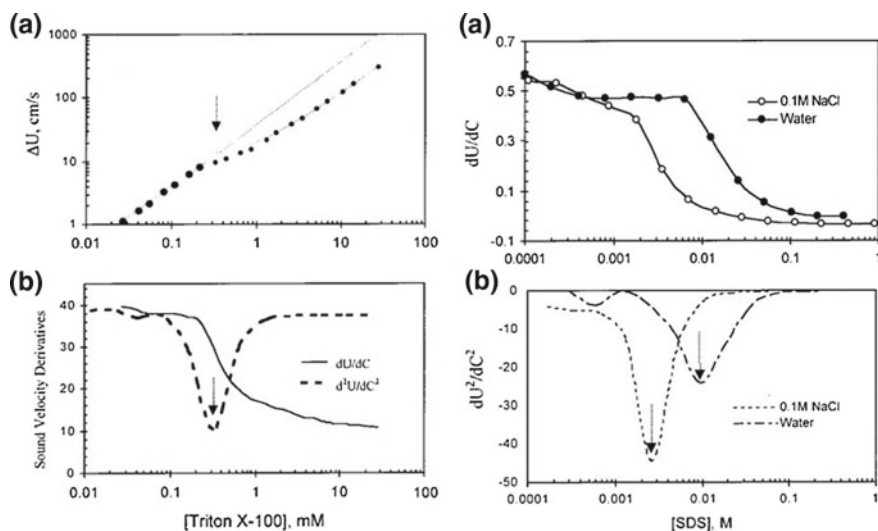 (a)
1000
100
10
1
ΔU, cm/s
0.01 0.1 1 10 100
(b)
40
30
20
10
0
Sound Velocity Derivatives
dU/dC
d²U/dC²
0.01 0.1 1 10 100
[Triton X-100], mM
(a)
0.7
0.5
0.3
0.1
-0.1
dU/dC
0.1M NaCl
Water
0.0001 0.001 0.01 0.1 1
(b)
0
-10
-20
-30
-40
-50
dU²/dC²
0.1M NaCl
Water
0.0001 0.001 0.01 0.1 1
[SDS], M